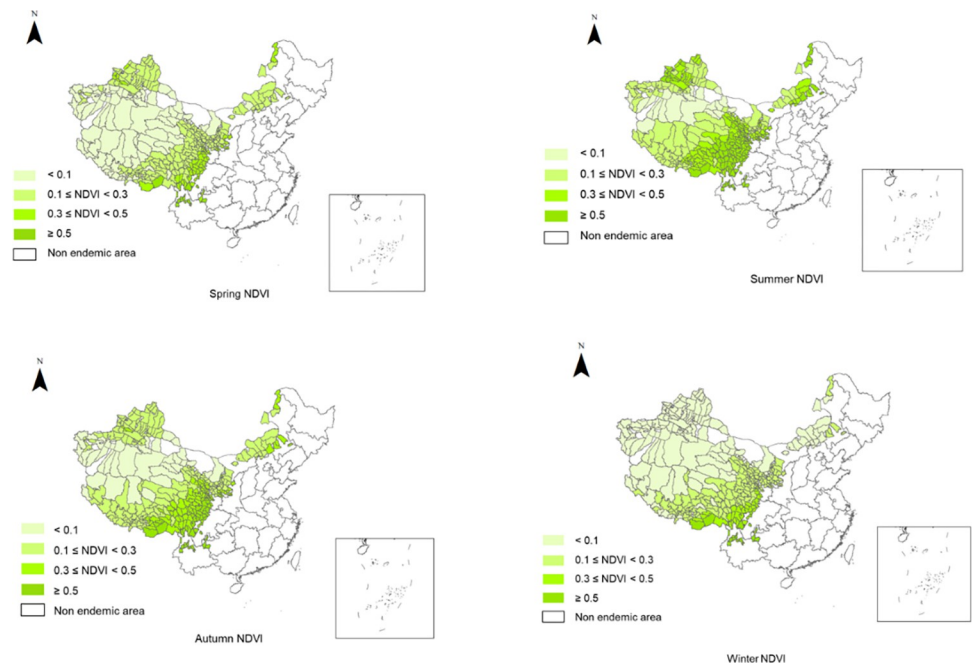 N
< 0.1
0.1 ≤ NDVI < 0.3
0.3 ≤ NDVI < 0.5
≥ 0.5
Non endemic area
Spring NDVI
N
< 0.1
0.1 ≤ NDVI < 0.3
0.3 ≤ NDVI < 0.5
≥ 0.5
Non endemic area
Summer NDVI
N
< 0.1
0.1 ≤ NDVI < 0.3
0.3 ≤ NDVI < 0.5
≥ 0.5
Non endemic area
Autumn NDVI
N
< 0.1
0.1 ≤ NDVI < 0.3
0.3 ≤ NDVI < 0.5
≥ 0.5
Non endemic area
Winter NDVI